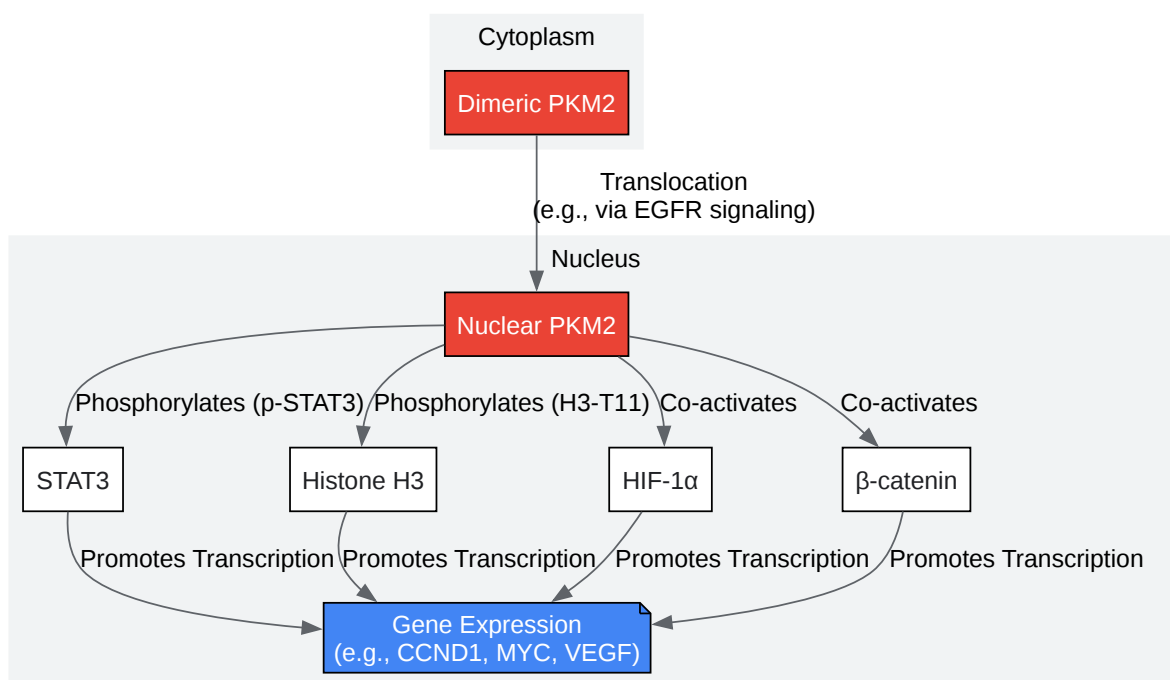 Cytoplasm
Dimeric PKM2
Translocation
(e.g., via EGFR signaling)
Nucleus
Nuclear PKM2
Phosphorylates (p-STAT3)
Phosphorylates (H3-T11)
Co-activates
Co-activates
STAT3
Histone H3
HIF-1α
β-catenin
Promotes Transcription
Promotes Transcription
Promotes Transcription
Promotes Transcription
Gene Expression
(e.g., CCND1, MYC, VEGF)